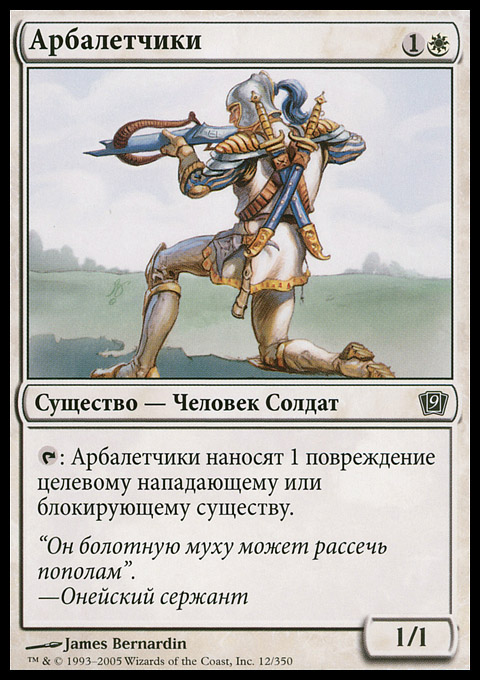 Арбалетчики 1
Существо — Человек Солдат 9
: Арбалетчики наносят 1 повреждение
целевому нападающему или
блокирующему существу.
“Он болотную муху может рассечь
пополам”.
—Онейский сержант
James Bernardin
1/1
™ & © 1993–2005 Wizards of the Coast, Inc. 12/350